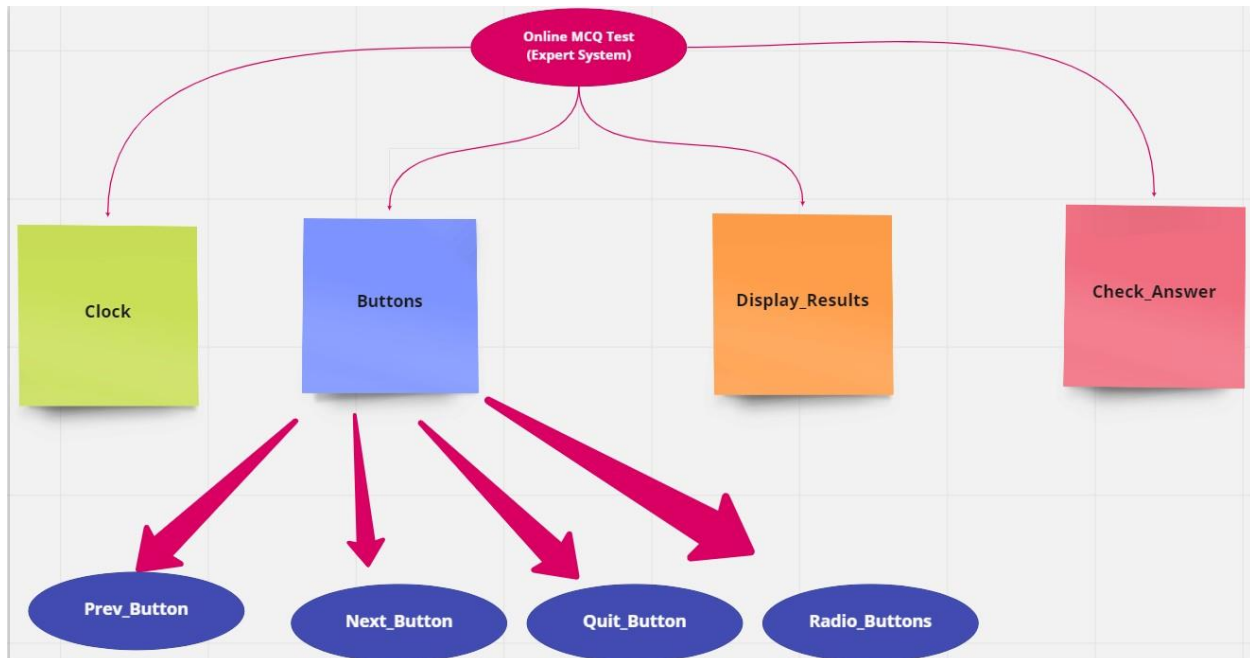 Online MCQ Test
(Expert System)
Clock
Buttons
Display_Results
Check_Answer
Prev_Button
Next_Button
Quit_Button
Radio_Buttons